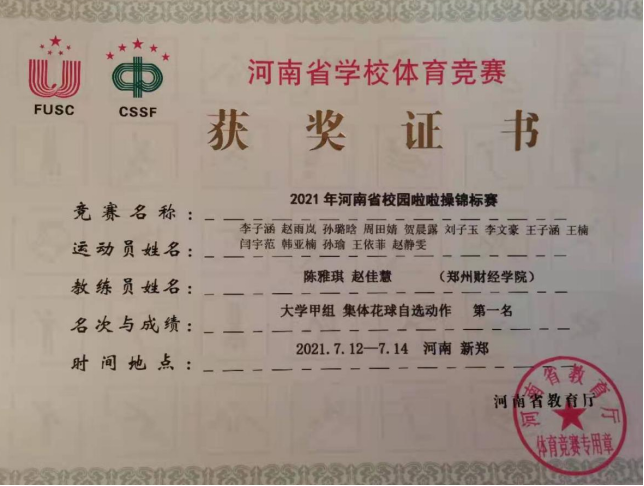 FUSC
CSSF
河南省学校体育竞赛
获奖证书
竞赛名称: 2021年河南省校园啦啦操锦标赛
李子涵 赵雨岚 孙璐晗 周田婧 贺晨露 刘子玉 李文豪 王子涵 王楠
运动员姓名: 闫宇范 韩亚楠 孙瑜 王依菲 赵静雯
教练员姓名: 陈雅琪 赵佳慧 (郑州财经学院)
名次与成绩: 大学甲组 集体花球自选动作 第一名
时间地点: 2021.7.12—7.14 河南 新郑
河南省教育厅
河南省教育厅
体育竞赛专用章